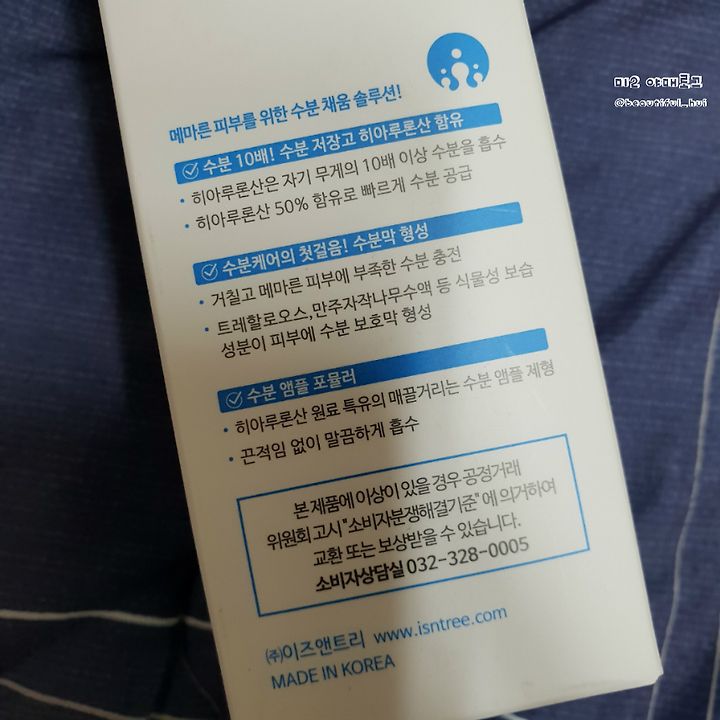 메마른 피부를 위한 수분 채움 솔루션!
수분 10배! 수분 저장고 히아루론산 함유
• 히아루론산은 자기 무게의 10배 이상 수분을 흡수
• 히아루론산 50% 함유로 빠르게 수분 공급
수분케어의 첫걸음! 수분막 형성
• 거칠고 메마른 피부에 부족한 수분 충전
• 트레할로오스,만주자작나무수액 등 식물성 보습
성분이 피부에 수분 보호막 형성
수분 앰플 포뮬러
• 히아루론산 원료 특유의 매끌거리는 수분 앰플 제형
• 끈적임 없이 말끔하게 흡수
본 제품에 이상이 있을 경우 공정거래
위원회 고시 "소비자분쟁해결기준" 에 의거하여
교환 또는 보상받을 수 있습니다.
소비자상담실 032-328-0005
(주)이즈앤트리 www.isntree.com
MADE IN KOREA
@beautiful_hui